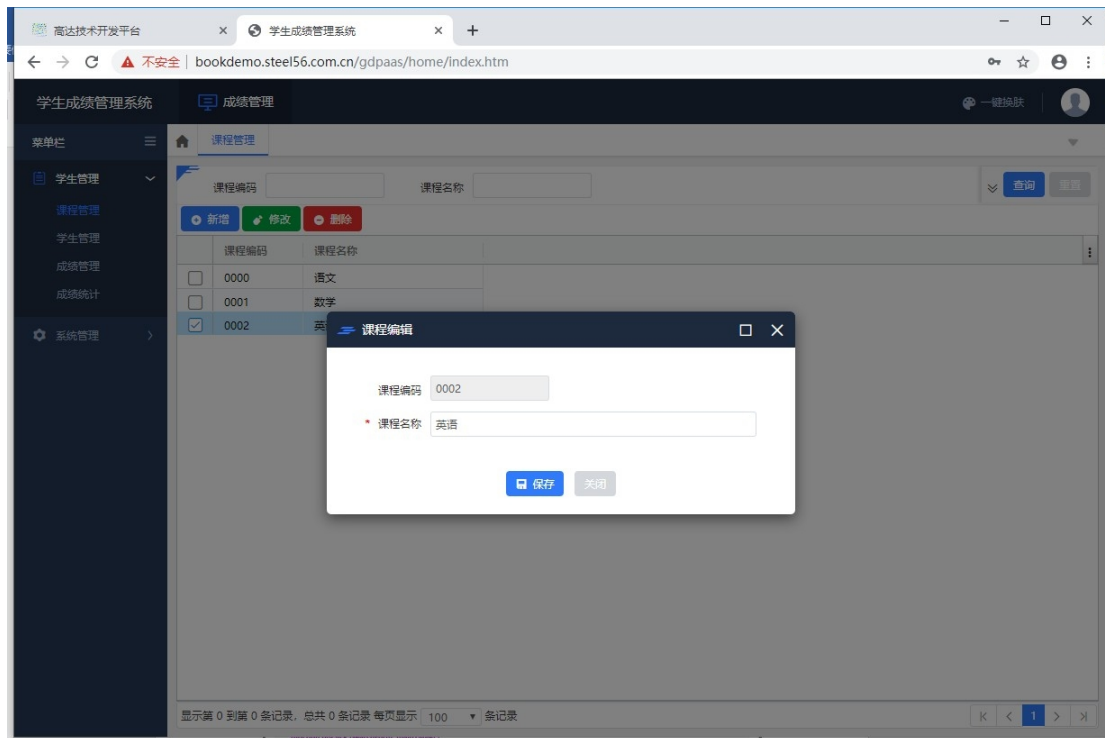 高达技术开发平台
学生成绩管理系统
不安全 | bookdemo.steel56.com.cn/gdpaas/home/index.htm
学生成绩管理系统 成绩管理 一键换肤
菜单栏 课程管理
学生管理
课程编码 课程名称 查询 重置
课程管理
新增 修改 删除
学生管理
课程编码 课程名称
成绩管理
0000 语文
成绩统计
0001 数学
0002
系统管理
课程编辑
课程编码 0002
* 课程名称 英语
保存 关闭
显示第 0 到第 0 条记录, 总共 0 条记录 每页显示 100 条记录
1